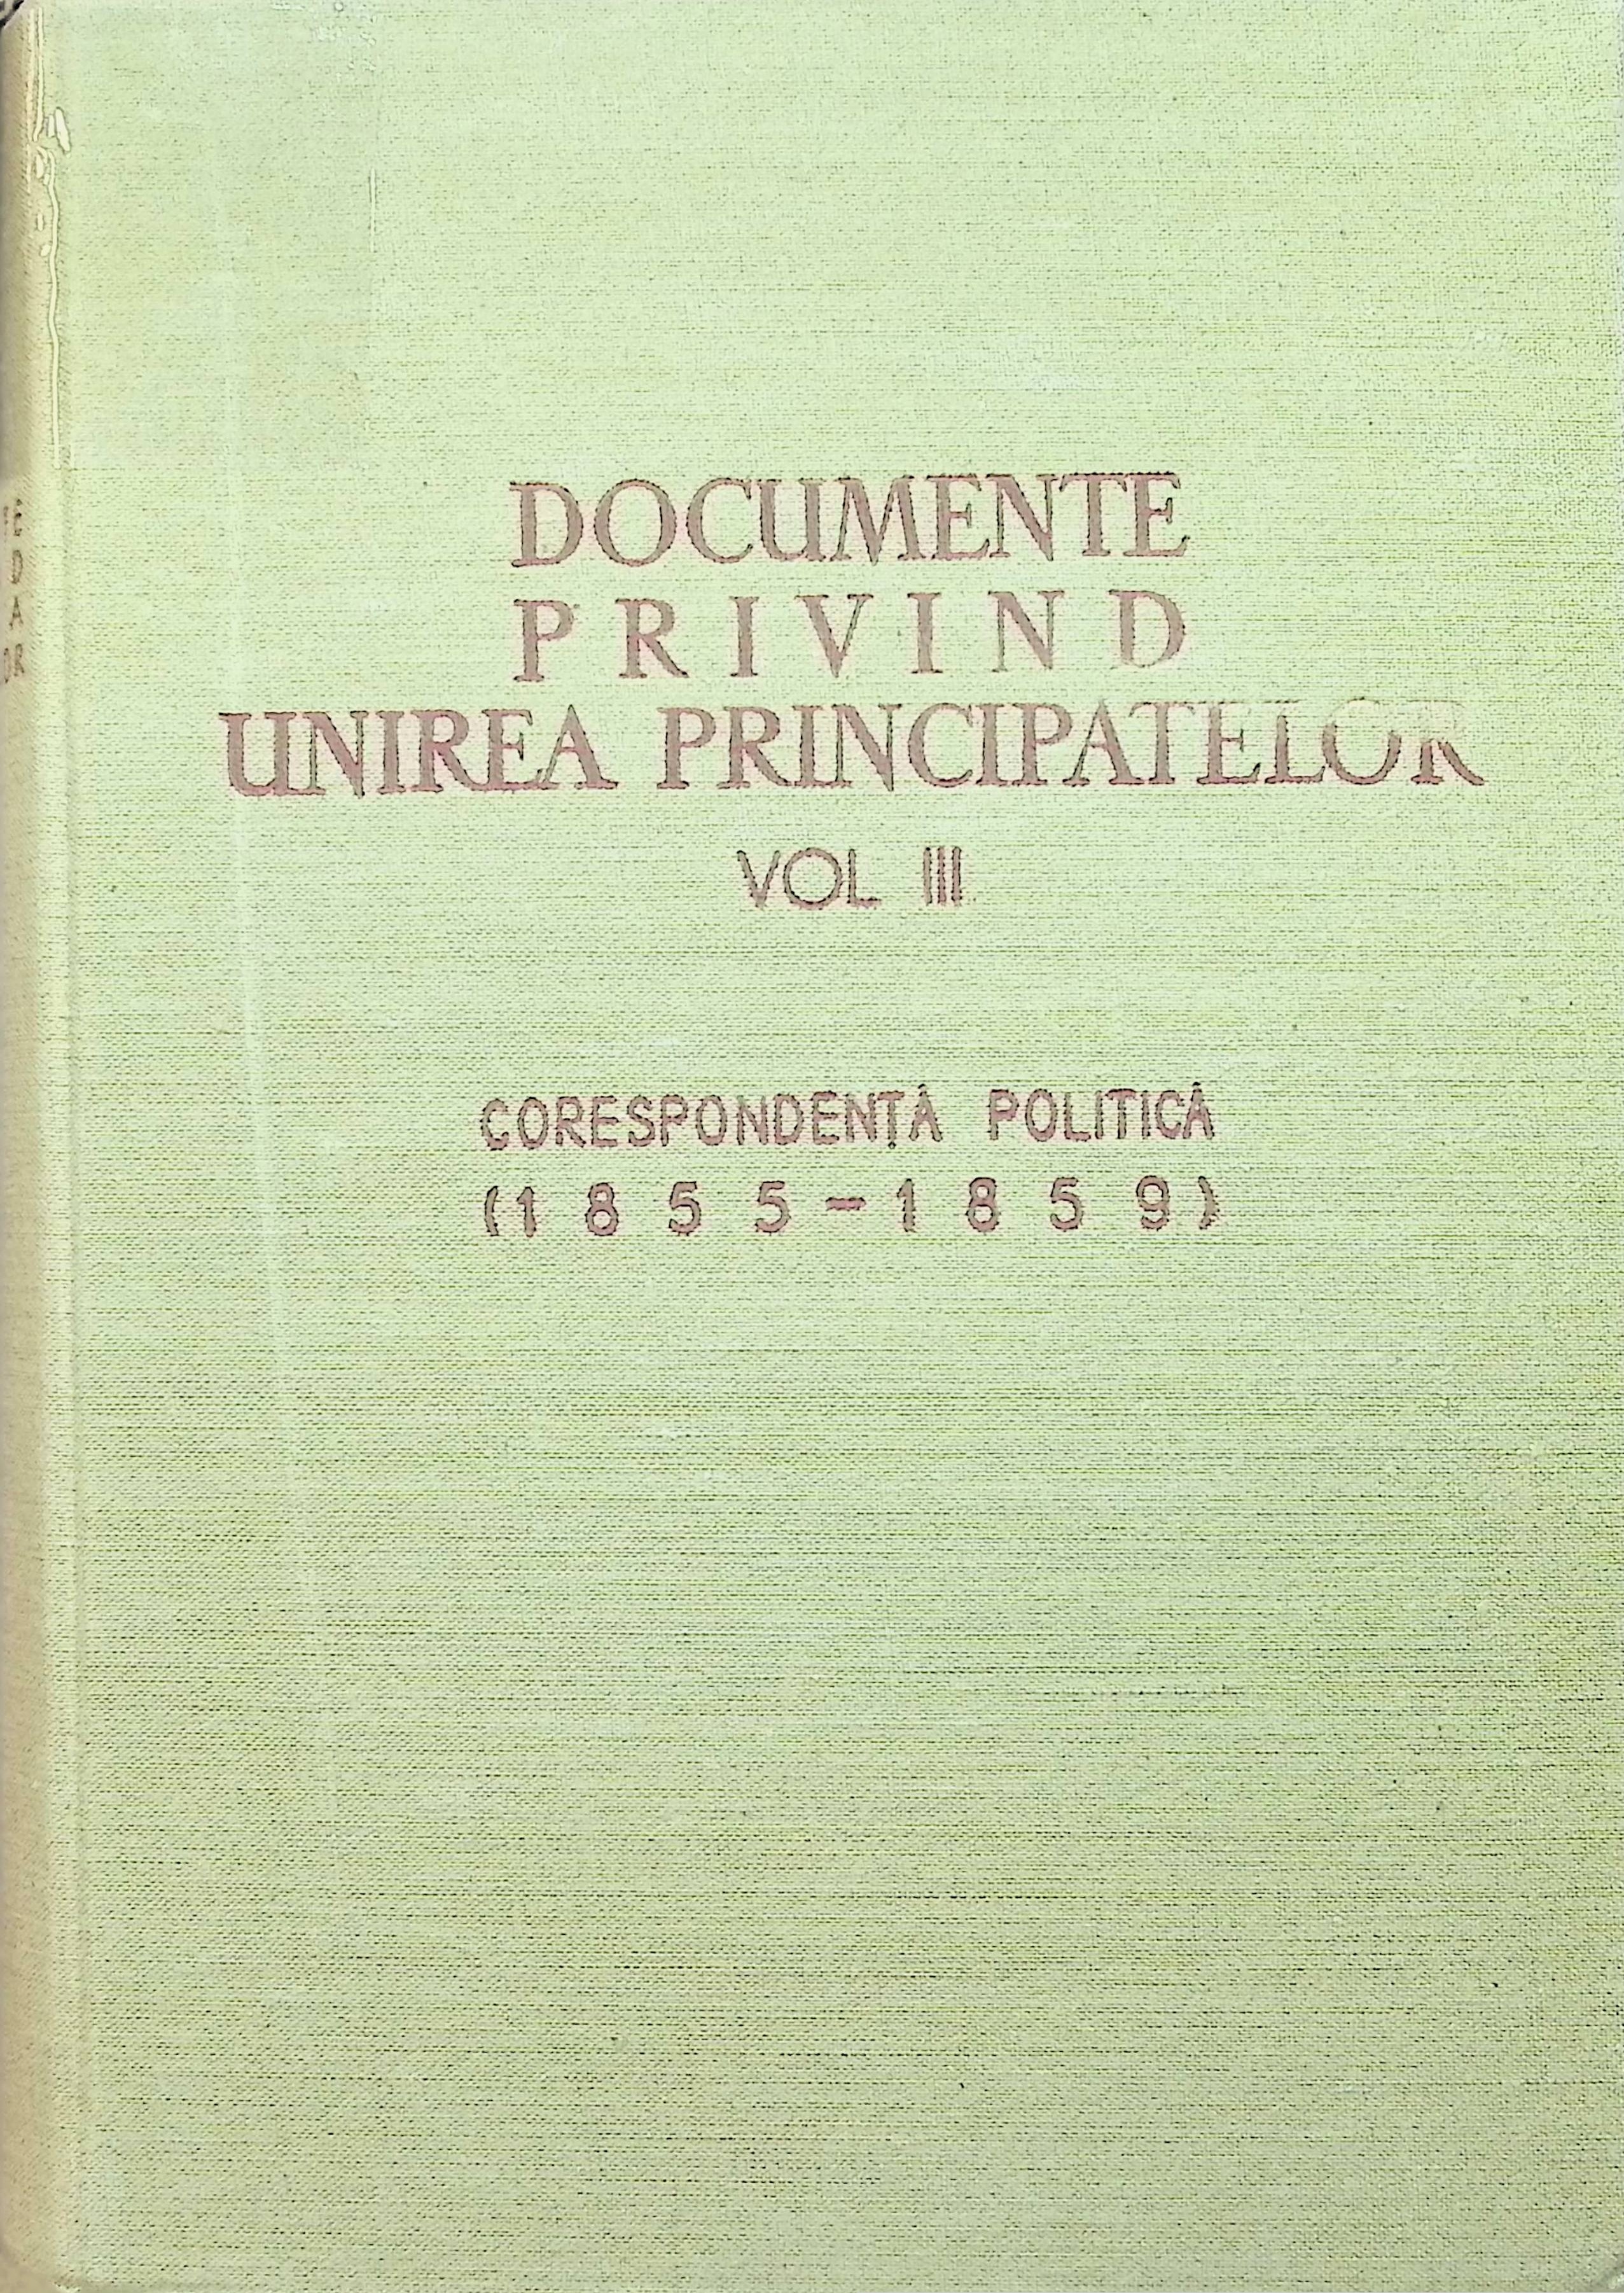 DOCUMENTE
PRIVIND
UNIREA PRINCIPATELOR
VOL III
CORESPONDENȚĂ POLITICĂ
(1855-1859)